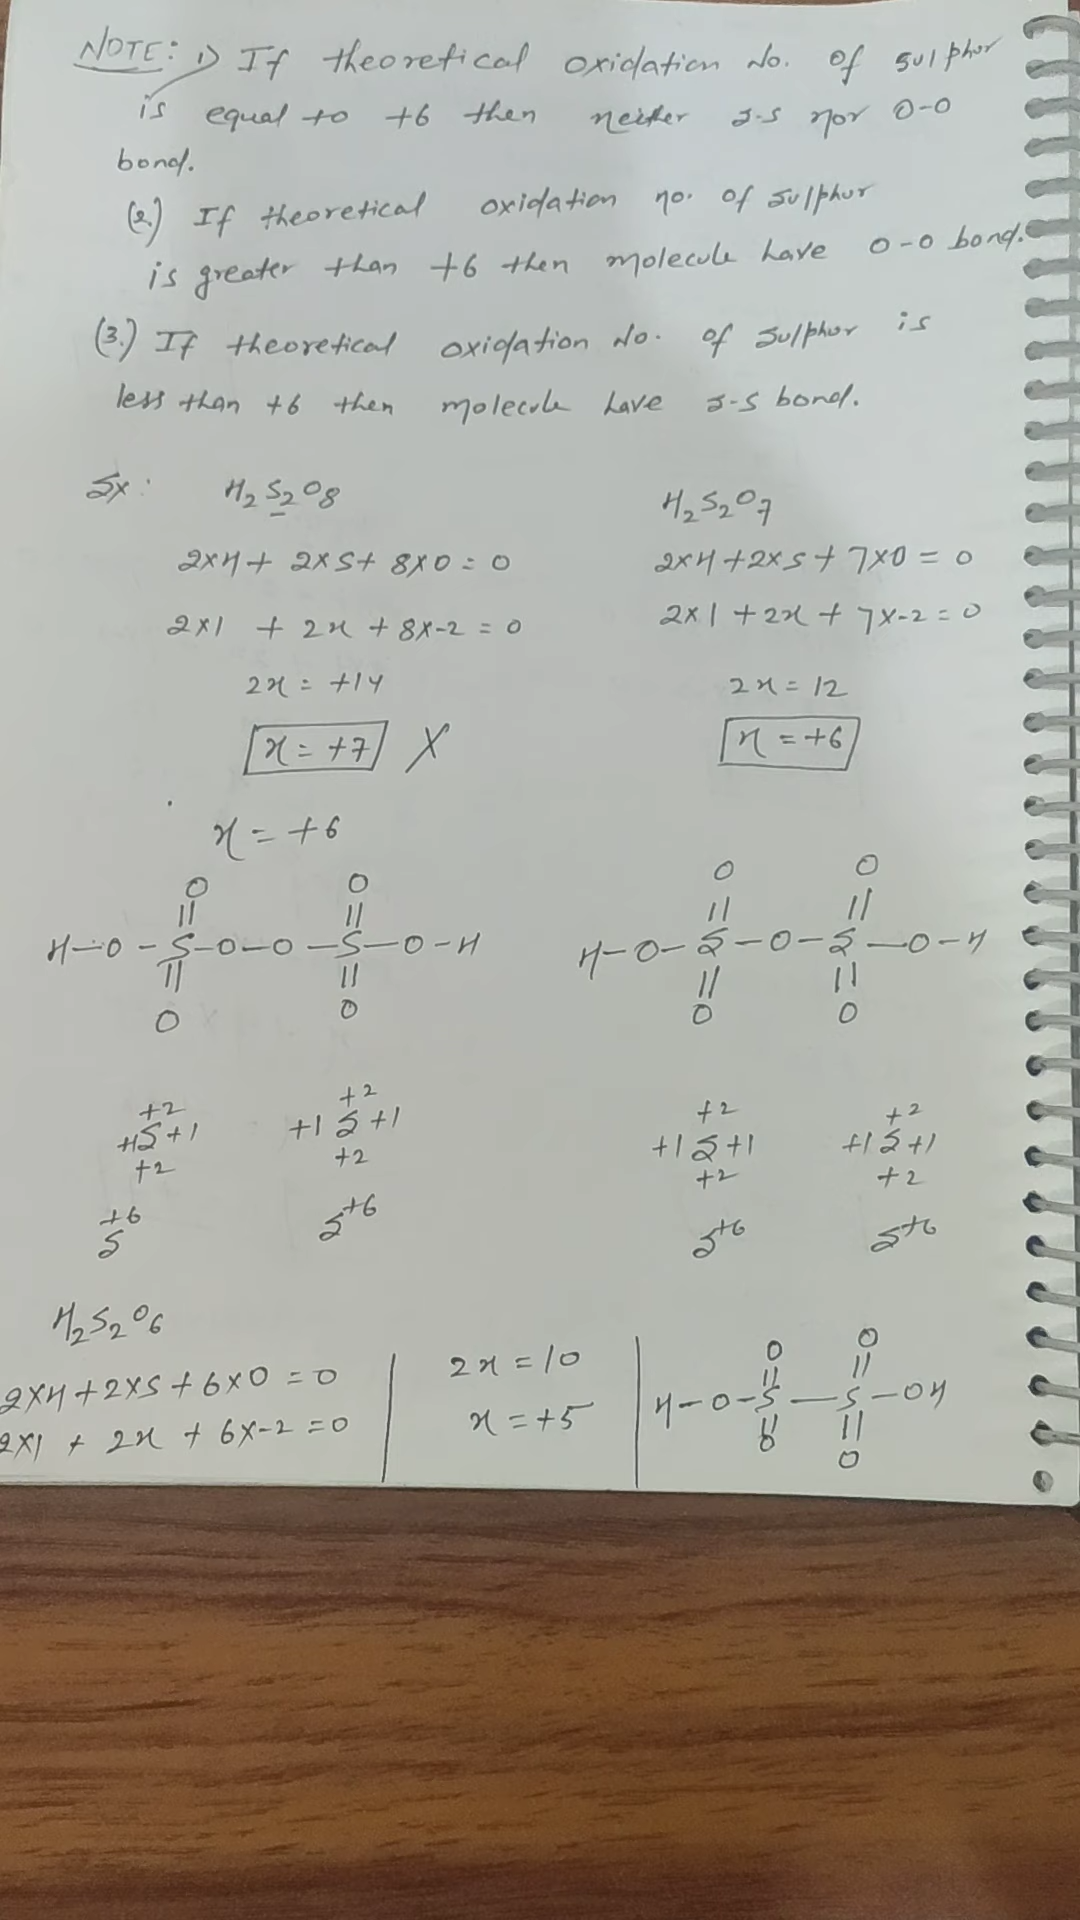 NOTE: 1) If theoretical oxidation No. of sulphur
is equal to +6 then neither S-S nor O-O
bond.
(2.) If theoretical oxidation no. of sulphur
is greater than +6 then molecule have O-O bond.
(3.) If theoretical oxidation No. of sulphur is
less than +6 then molecule have S-S bond.
Ex: H2S2O8
2×H + 2×S + 8×O = 0
2×1 + 2x + 8×-2 = 0
2x = +14
x = +7 X
x = +6
O O
|| ||
H-O-S-O-O-S-O-H
|| ||
O O
+2 +2
+1 S +1 +1 S +1
+2 +2
+6
S S+6
H2S2O7
2×H + 2×S + 7×O = 0
2×1 + 2x + 7×-2 = 0
2x = 12
x = +6
O O
|| ||
H-O-S-O-S-O-H
|| ||
O O
+2 +2
+1 S +1 +1 S +1
+2 +2
S+6 S+6
H2S2O6
2×H + 2×S + 6×O = 0
2×1 + 2x + 6×-2 = 0
2x = 10
x = +5
O O
|| ||
H-O-S-S-OH
|| ||
O O